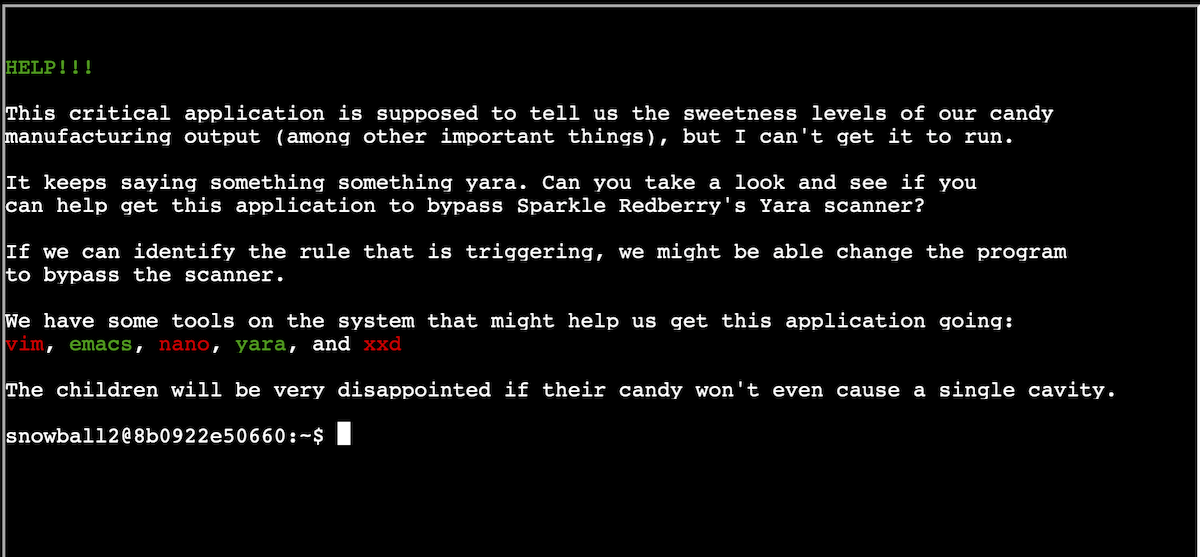 HELP!!!
This critical application is supposed to tell us the sweetness levels of our candy
manufacturing output (among other important things), but I can't get it to run.
It keeps saying something something yara. Can you take a look and see if you
can help get this application to bypass Sparkle Redberry's Yara scanner?
If we can identify the rule that is triggering, we might be able change the program
to bypass the scanner.
We have some tools on the system that might help us get this application going:
vim, emacs, nano, yara, and xxd
The children will be very disappointed if their candy won't even cause a single cavity.
snowball2@8b0922e50660:~$